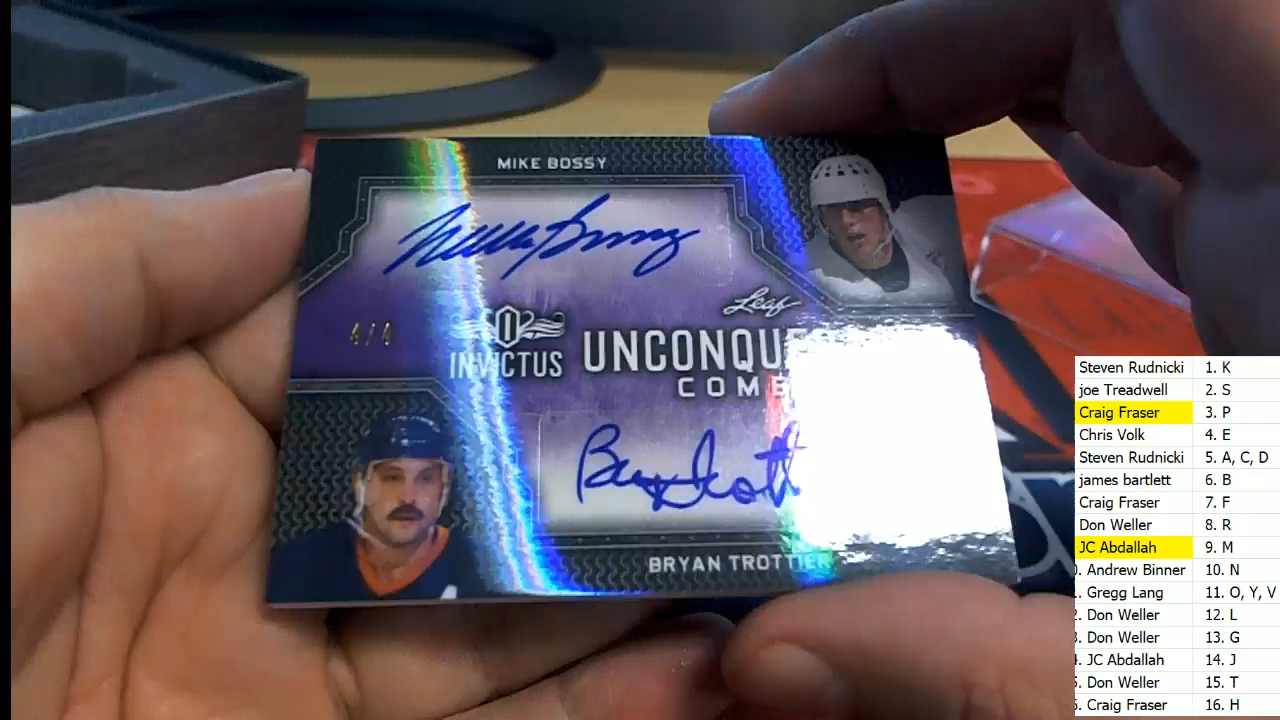 MIKE BOSSY
Leaf
4/4
INVICTUS
UNCONQU
COMB
BRYAN TROTTIER
Steven Rudnicki 1. K
joe Treadwell 2. S
Craig Fraser 3. P
Chris Volk 4. E
Steven Rudnicki 5. A, C, D
james bartlett 6. B
Craig Fraser 7. F
Don Weller 8. R
JC Abdallah 9. M
Andrew Binner 10. N
Gregg Lang 11. O, Y, V
Don Weller 12. L
Don Weller 13. G
JC Abdallah 14. J
Don Weller 15. T
Craig Fraser 16. H